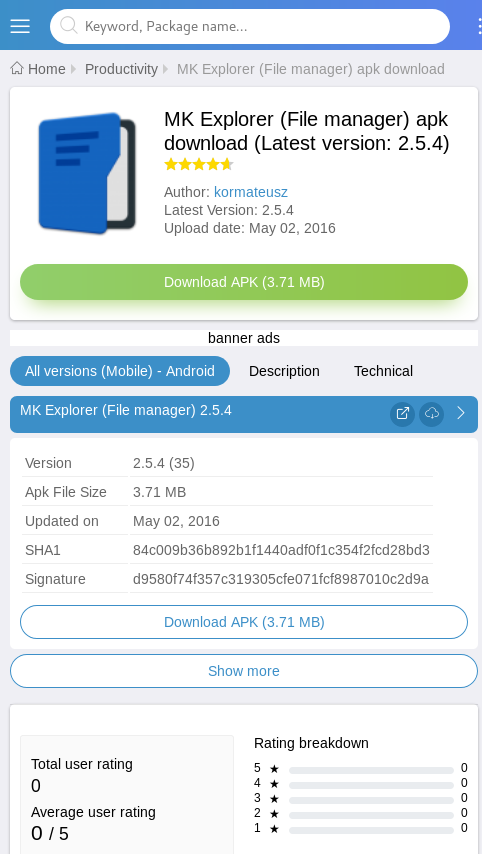 Keyword, Package name...
Home Productivity MK Explorer (File manager) apk download
MK Explorer (File manager) apk
download (Latest version: 2.5.4)
Author: kormateusz
Latest Version: 2.5.4
Upload date: May 02, 2016
Download APK (3.71 MB)
banner ads
All versions (Mobile) - Android Description Technical
MK Explorer (File manager) 2.5.4
Version 2.5.4 (35)
Apk File Size 3.71 MB
Updated on May 02, 2016
SHA1 84c009b36b892b1f1440adf0f1c354f2fcd28bd3
Signature d9580f74f357c319305cfe071fcf8987010c2d9a
Download APK (3.71 MB)
Show more
Total user rating
0
Average user rating
0 / 5
Rating breakdown
5 ★ 0
4 ★ 0
3 ★ 0
2 ★ 0
1 ★ 0